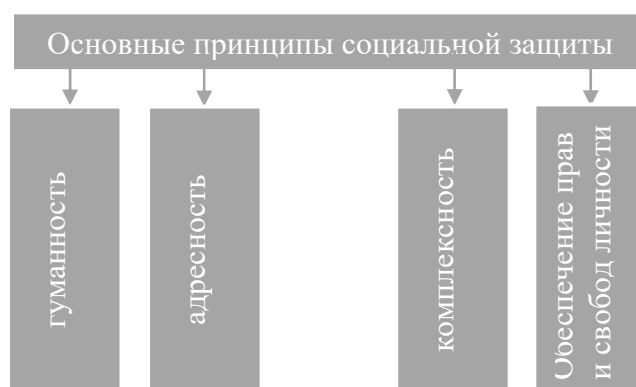 Основные принципы социальной защиты
гуманность
адресность
комплексность
Обеспечение прав
и свобод личности